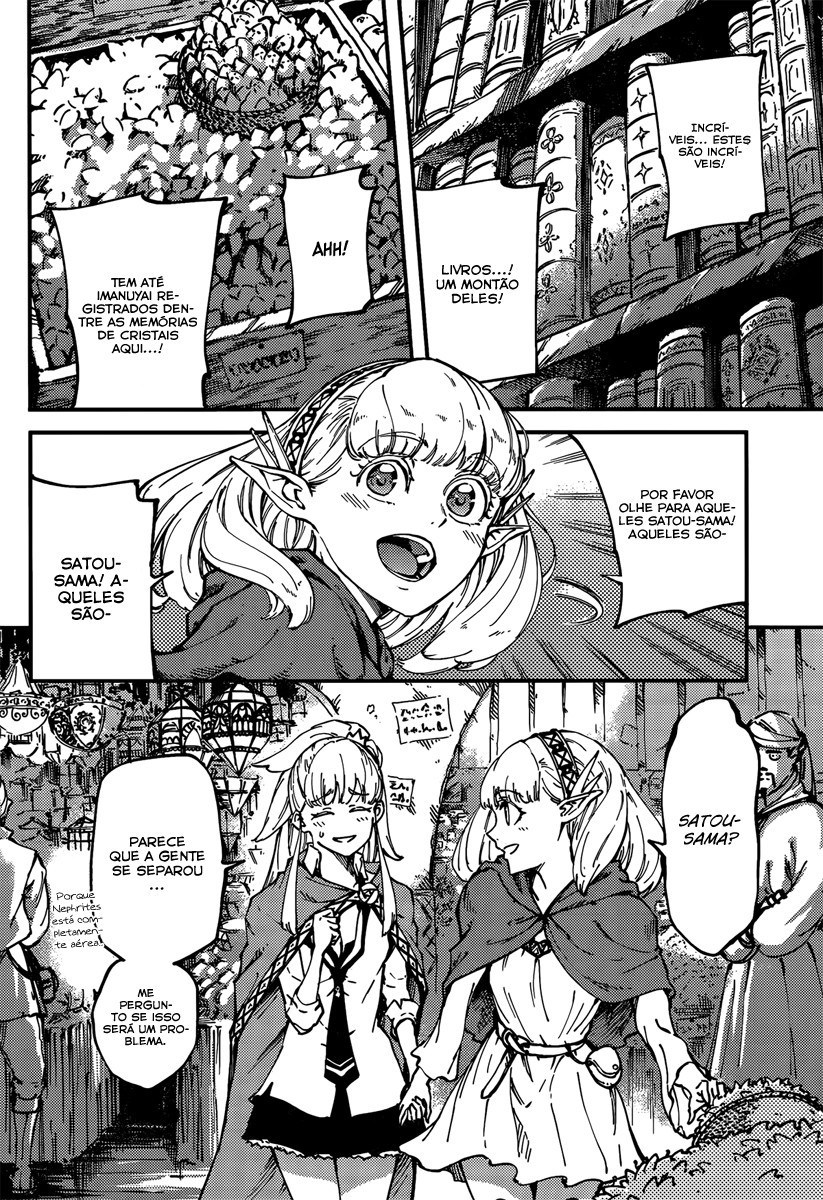 INCRÍ-
VEIS... ESTES
SÃO INCRÍ-
VEIS!
LIVROS...!
UM MONTÃO
DELES!
AHH!
TEM ATÉ
IMANUYAI RE-
GISTRADOS DEN-
TRE AS MEMÓRIAS
DE CRISTAIS
AQUI...!
POR FAVOR
OLHE PARA AQUE-
LES SATOU-SAMA!
AQUELES SÃO-
SATOU-
SAMA! A-
QUELES
SÃO-
SATOU-
SAMA?
PARECE
QUE A GENTE
SE SEPAROU
...
Porque
Nephrites
está com-
pletamen-
te aérea
ME
PERGUN-
TO SE ISSO
SERÁ UM PRO-
BLEMA.